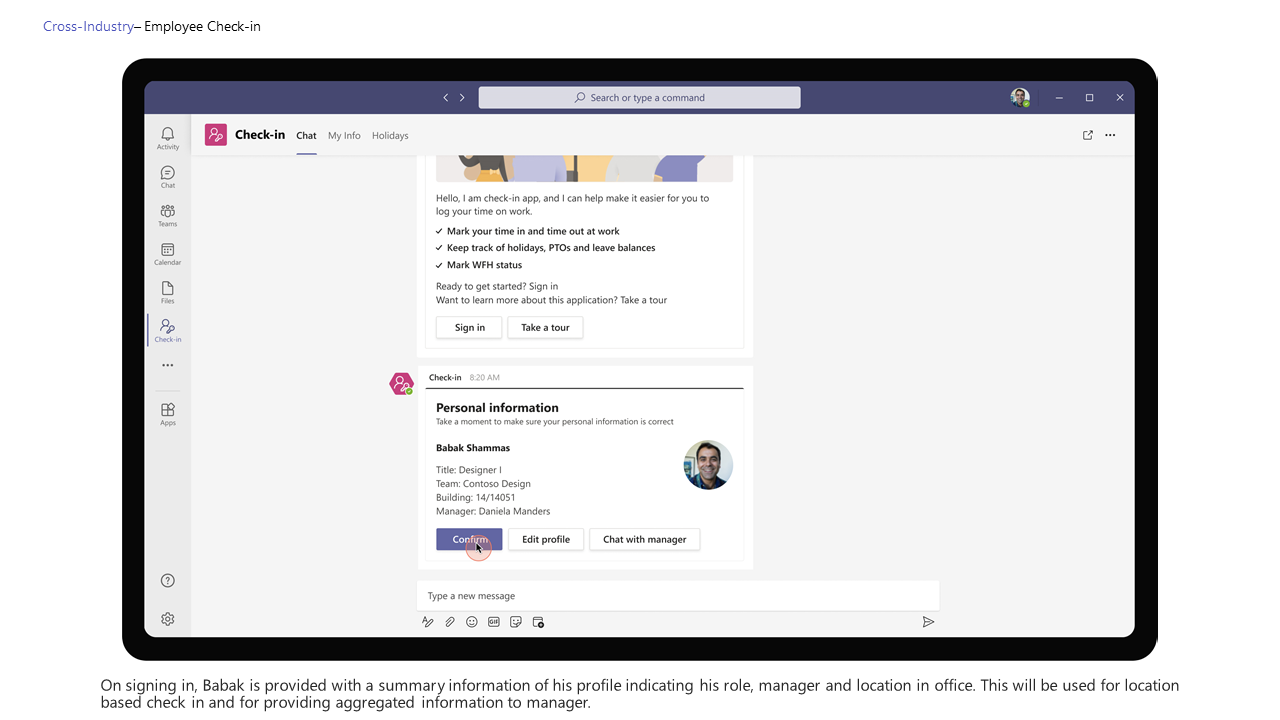 Cross-Industry– Employee Check-in
Search or type a command
Check-in Chat My Info Holidays
Activity
Chat
Teams
Calendar
Files
Check-in
Apps
Hello, I am check-in app, and I can help make it easier for you to
log your time on work.
Mark your time in and time out at work
Keep track of holidays, PTOs and leave balances
Mark WFH status
Ready to get started? Sign in
Want to learn more about this application? Take a tour
Sign in Take a tour
Check-in 8:20 AM
Personal information
Take a moment to make sure your personal information is correct
Babak Shammas
Title: Designer I
Team: Contoso Design
Building: 14/14051
Manager: Daniela Manders
Confirm Edit profile Chat with manager
Type a new message
GIF
On signing in, Babak is provided with a summary information of his profile indicating his role, manager and location in office. This will be used for location
based check in and for providing aggregated information to manager.